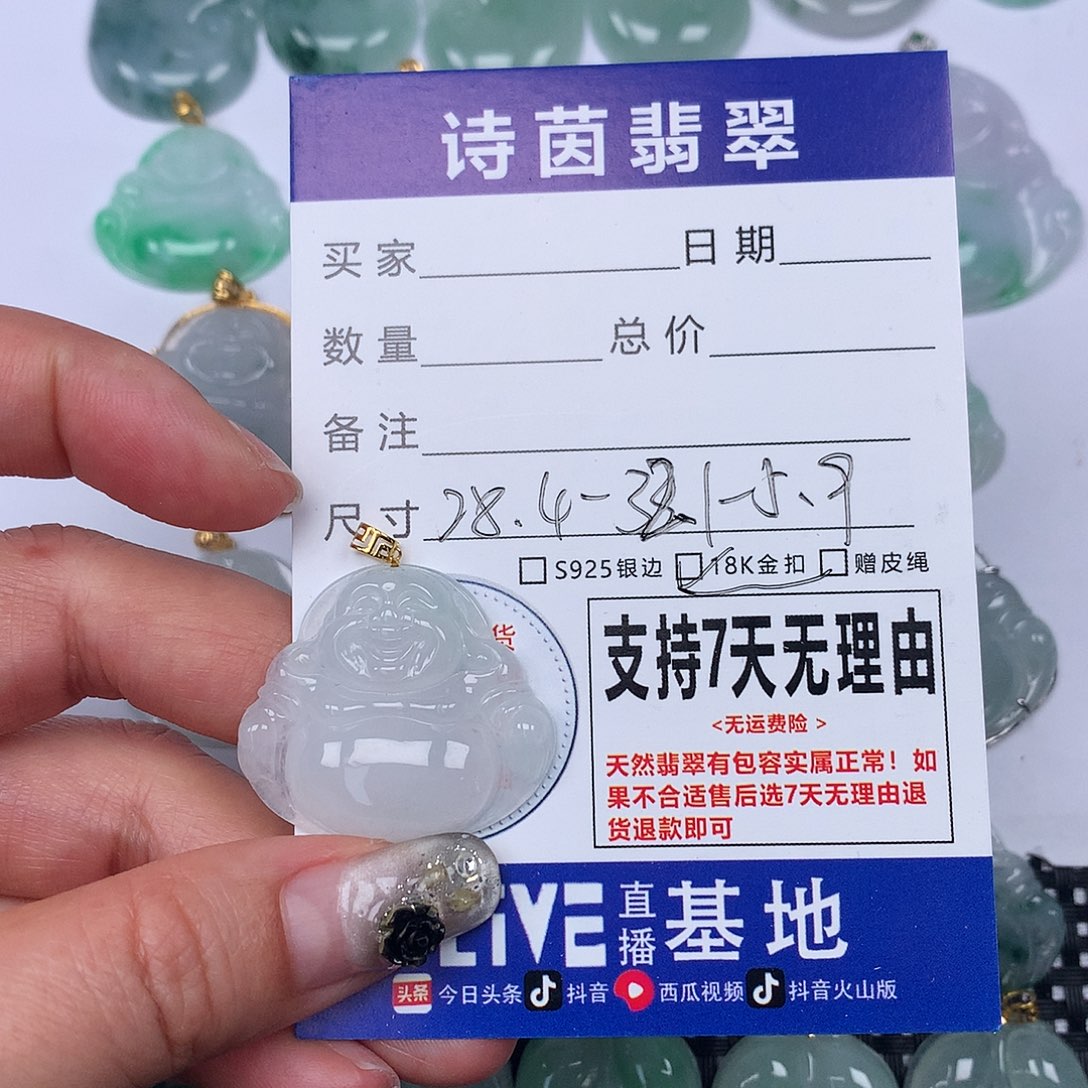 诗茵翡翠
买家 日期
数量 总价
备注
尺寸 28.4-3
S925银边 18K金扣 赠皮绳
货
支持7天无理由
<无运费险 >
天然翡翠有包容实属正常！如
果不合适售后选7天无理由退
货退款即可
LiVE 直播 基地
头条 今日头条 抖音 西瓜视频 抖音火山版